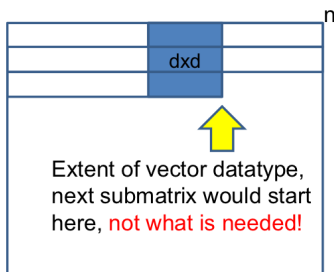 n
dxd
Extent of vector datatype,
next submatrix would start
here, not what is needed!